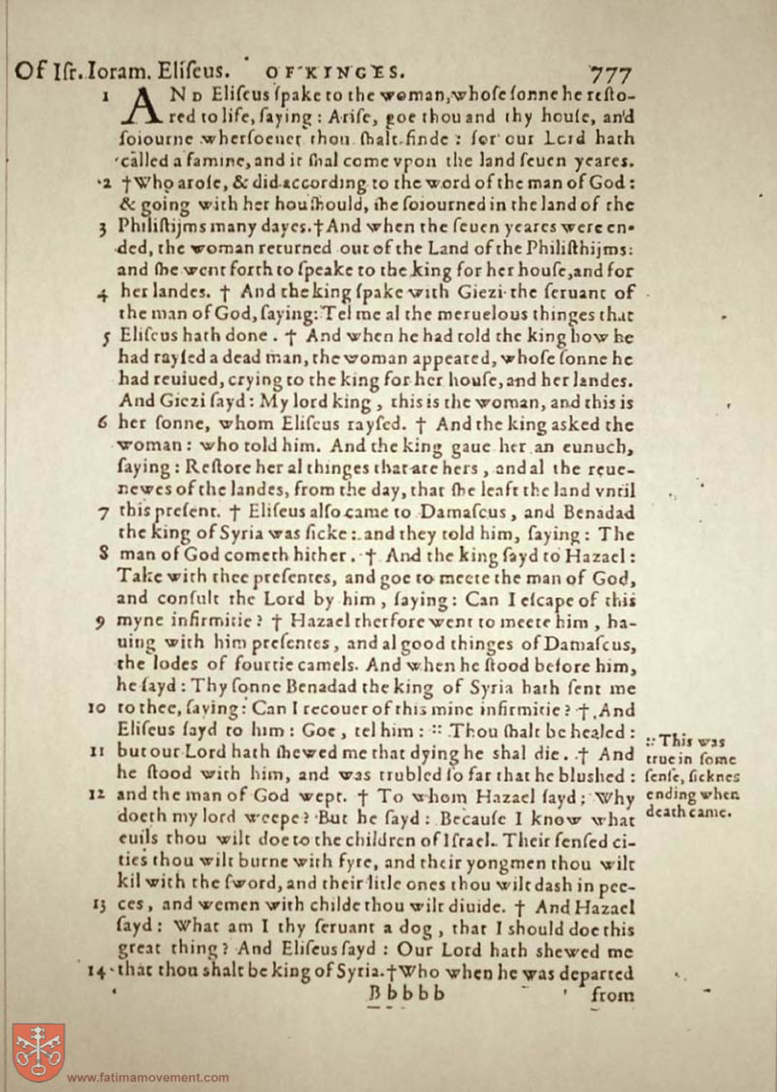 Of Iſr. Ioram. Eliſeus. OF KINGES. 777
1 AND Eliſeus ſpake to the woman, whoſe ſonne he reſto-
red to life, ſaying: Ariſe, goe thou and thy houſe, and
ſoiourne wherſoeuer thou ſhalt finde: for our Lord hath
called a famine, and it ſhal come vpon the land ſeuen yeares.
2 †Who aroſe, & did according to the word of the man of God:
& going with her houſhould, ſhe ſoiourned in the land of the
3 Philiſtijms many dayes. †And when the ſeuen yeares were en-
ded, the woman returned out of the Land of the Philiſthijms:
and ſhe went forth to ſpeake to the king for her houſe, and for
4 her landes. † And the king ſpake with Giezi the ſeruant of
the man of God, ſaying: Tel me al the meruelous thinges that
5 Eliſeus hath done. † And when he had told the king how he
had rayſed a dead man, the woman appeared, whoſe ſonne he
had reuiued, crying to the king for her houſe, and her landes.
And Giezi ſayd: My lord king, this is the woman, and this is
6 her ſonne, whom Eliſeus rayſed. † And the king asked the
woman: who told him. And the king gaue her an eunuch,
ſaying: Reſtore her al thinges that are hers, and al the reue-
newes of the landes, from the day, that ſhe leaft the land vntil
7 this preſent. † Eliſeus alſo came to Damaſcus, and Benadad
the king of Syria was ſicke: and they told him, ſaying: The
8 man of God cometh hither. † And the king ſayd to Hazael:
Take with thee preſentes, and goe to meete the man of God,
and conſult the Lord by him, ſaying: Can I eſcape of this
9 myne infirmitie? † Hazael therfore went to meete him, ha-
uing with him preſentes, and al good thinges of Damaſcus,
the lodes of fourtie camels. And when he ſtood before him,
he ſayd: Thy ſonne Benadad the king of Syria hath ſent me
10 to thee, ſaying: Can I recouer of this mine infirmitie? † And
Eliſeus ſayd to him: Goe, tel him: :: Thou ſhalt be healed:
11 but our Lord hath ſhewed me that dying he shal die. † And
he ſtood with him, and was trubled ſo far that he bluſhed:
12 and the man of God wept. † To whom Hazael ſayd: Why
doeth my lord weepe? But he ſayd: Becauſe I know what
euils thou wilt doe to the children of Iſrael. Their fenſed ci-
ties thou wilt burne with fyre, and their yongmen thou wilt
kil with the ſword, and their litle ones thou wilt dash in pee-
13 ces, and wemen with childe thou wilt diuide. † And Hazael
ſayd: What am I thy ſeruant a dog, that I should doe this
great thing? And Eliſeus ſayd: Our Lord hath shewed me
14 that thou shalt be king of Syria. †Who when he was departed
Bbbbb from
:: This was
true in ſome
ſenſe, ſicknes
ending when
death came.
www.fatimamovement.com